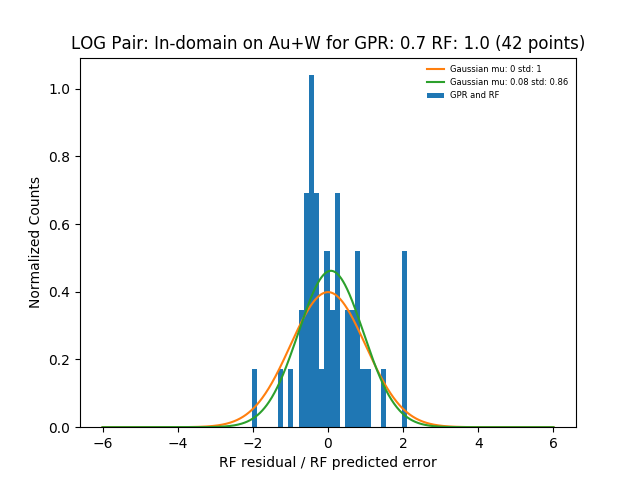 LOG Pair: In-domain on Au+W for GPR: 0.7 RF: 1.0 (42 points)
Gaussian mu: 0 std: 1
Gaussian mu: 0.08 std: 0.86
GPR and RF
Normalized Counts
1.0
0.8
0.6
0.4
0.2
0.0
−6 −4 −2 0 2 4 6
RF residual / RF predicted error